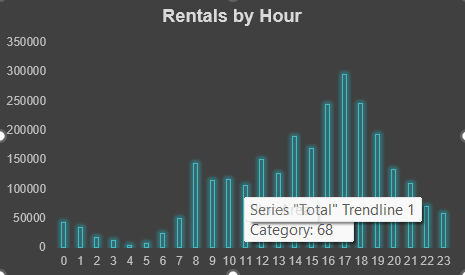 Rentals by Hour
350000
300000
250000
200000
150000
100000
50000
0
0 1 2 3 4 5 6 7 8 9 10 11 12 13 14 15 16 17 18 19 20 21 22 23
Series "Total" Trendline 1
Category: 68